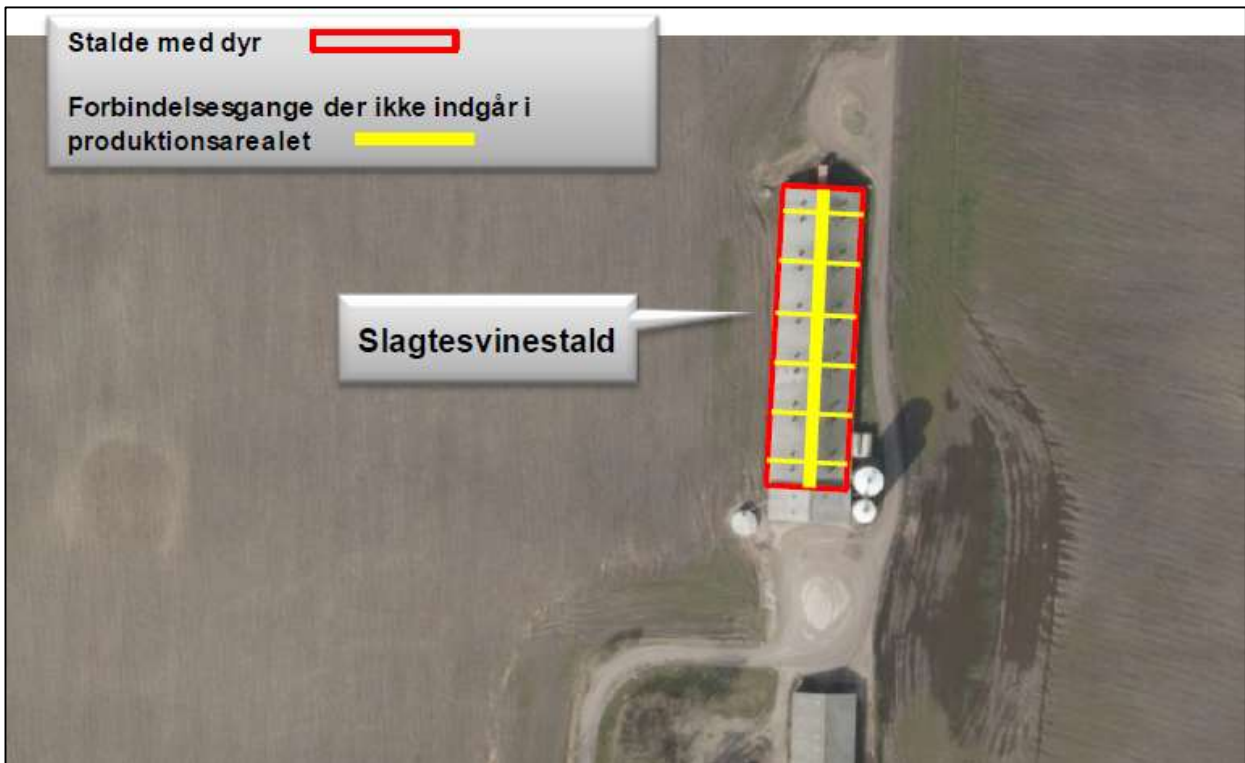 Stalde med dyr
Forbindelsesgange der ikke indgår i
produktionsarealet
Slagtesvinestald